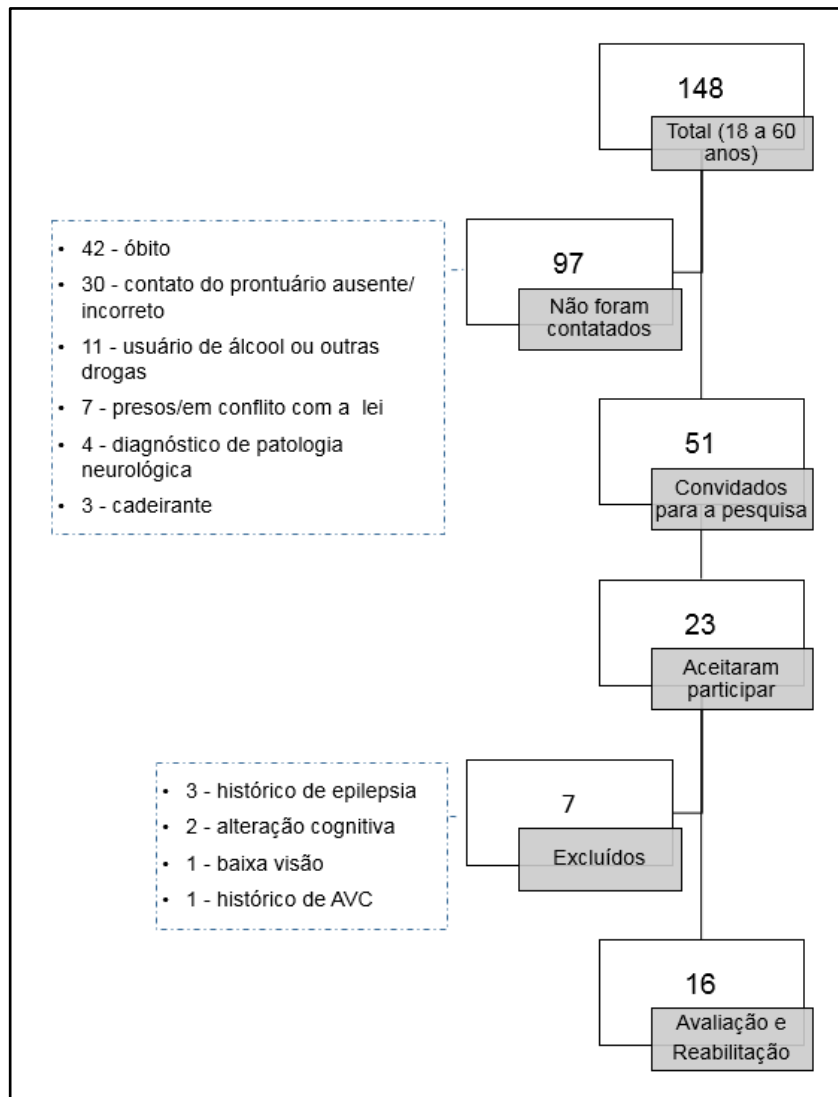 148
Total (18 a 60
anos)
• 42 - óbito
• 30 - contato do prontuário ausente/
incorreto
• 11 - usuário de álcool ou outras
drogas
• 7 - presos/em conflito com a lei
• 4 - diagnóstico de patologia
neurológica
• 3 - cadeirante
97
Não foram
contatados
51
Convidados
para a pesquisa
23
Aceitaram
participar
• 3 - histórico de epilepsia
• 2 - alteração cognitiva
• 1 - baixa visão
• 1 - histórico de AVC
7
Excluídos
16
Avaliação e
Reabilitação